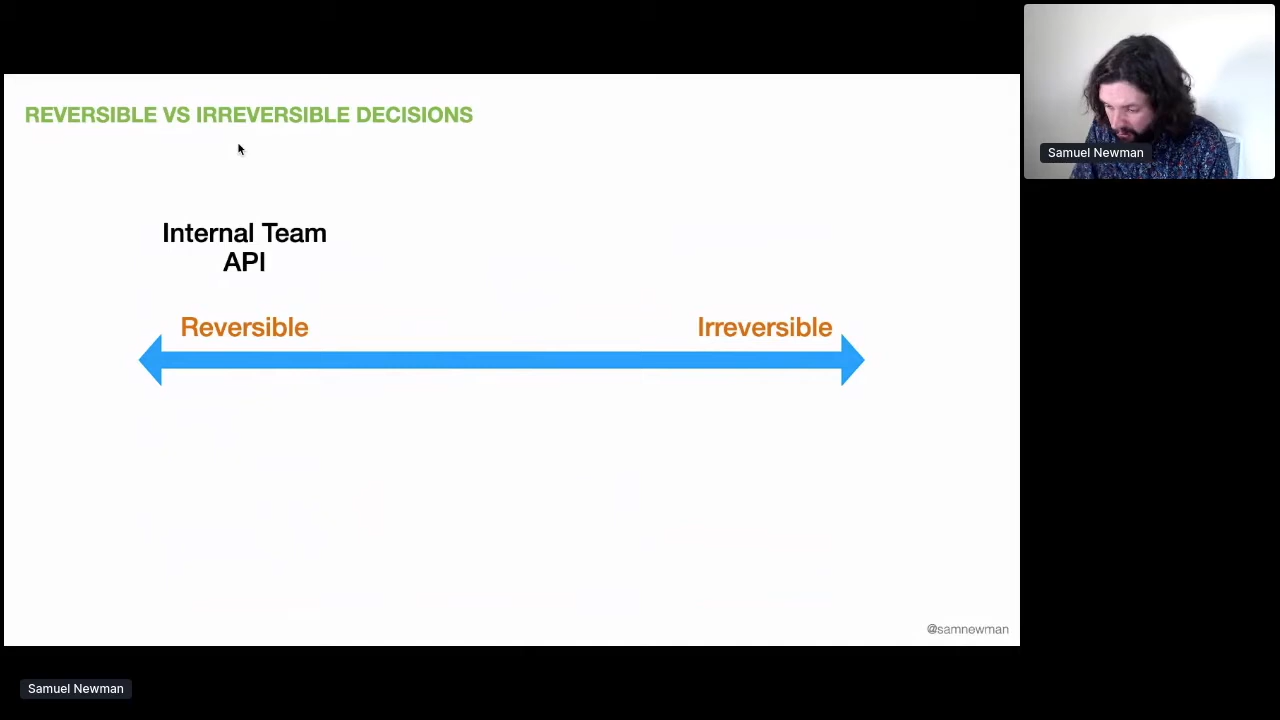 REVERSIBLE VS IRREVERSIBLE DECISIONS
Internal Team
API
Reversible
Irreversible
@samnewman
Samuel Newman
Samuel Newman